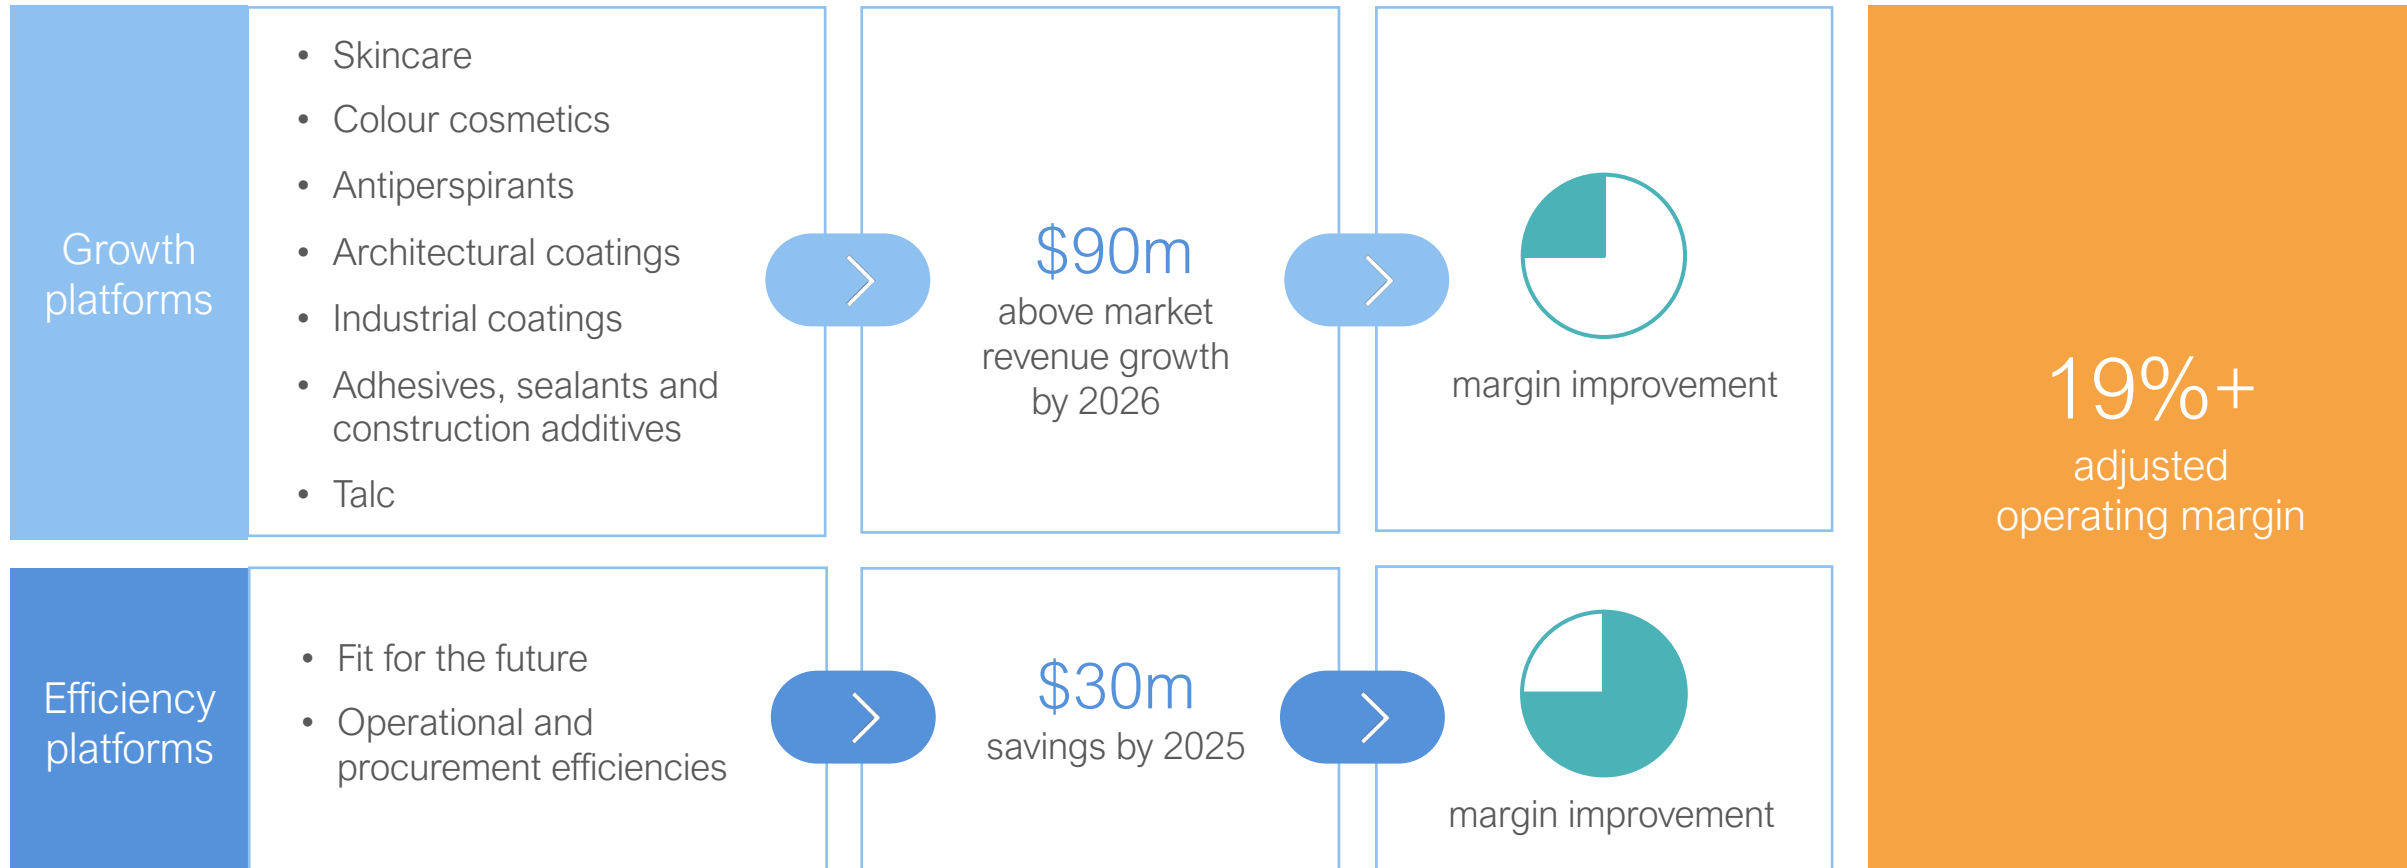 Growth
platforms
• Skincare
• Colour cosmetics
• Antiperspirants
• Architectural coatings
• Industrial coatings
• Adhesives, sealants and
construction additives
• Talc
$90m
above market
revenue growth
by 2026
margin improvement
19%+
adjusted
operating margin
Efficiency
platforms
• Fit for the future
• Operational and
procurement efficiencies
$30m
savings by 2025
margin improvement